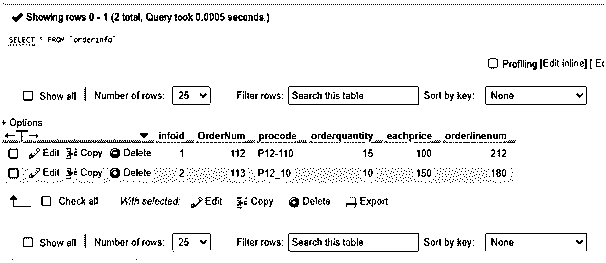 Showing rows 0 - 1 (2 total, Query took 0.0005 seconds.)
SELECT * FROM `orderinfo`
Profiling [Edit inline] [
Show all Number of rows: 25 Filter rows: Search this table Sort by key: None
+ Options
infoid OrderNum procode orderquantity eachprice orderlinenum
Edit Copy Delete 1 112 P12-110 15 100 212
Edit Copy Delete 2 113 P12_10 10 150 180
Check all With selected: Edit Copy Delete Export
Show all Number of rows: 25 Filter rows: Search this table Sort by key: None